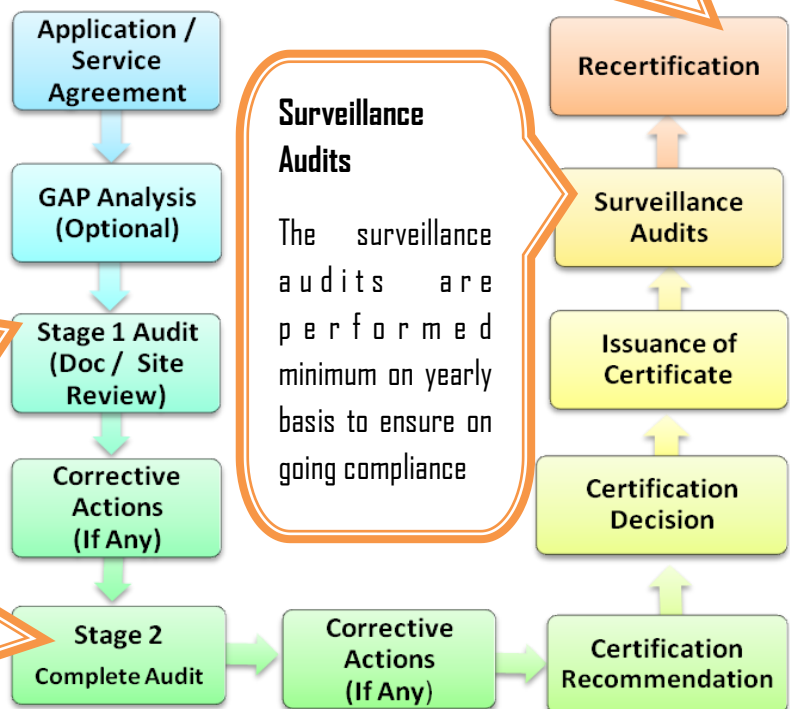 Application /
Service
Agreement
GAP Analysis
(Optional)
Stage 1 Audit
(Doc / Site
Review)
Corrective
Actions
(If Any)
Stage 2
Complete Audit
Corrective
Actions
(If Any)
Certification
Recommendation
Certification
Decision
Issuance of
Certificate
Surveillance
Audits
Recertification
Surveillance
Audits
The surveillance
audits are
performed
minimum on yearly
basis to ensure on
going compliance